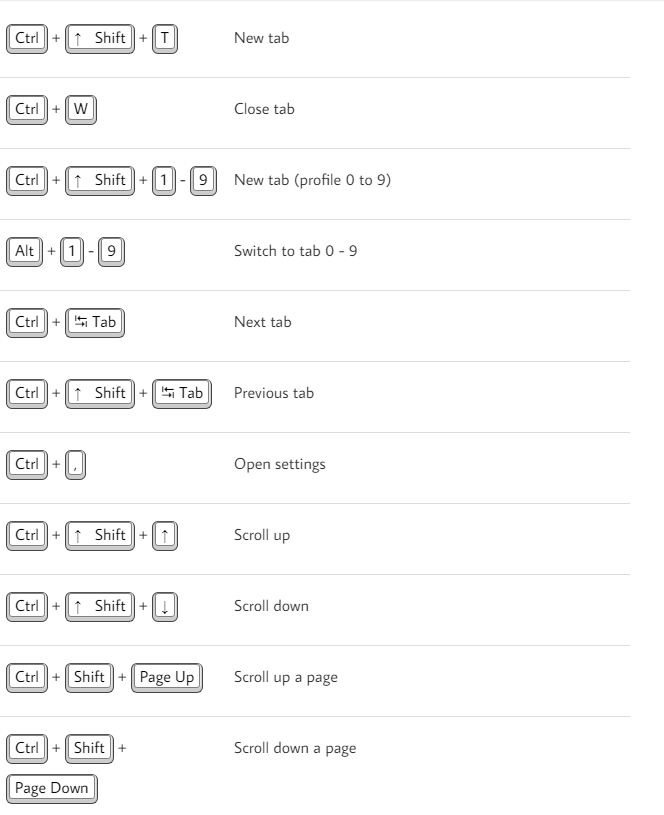 Ctrl + ↑ Shift + T New tab
Ctrl + W Close tab
Ctrl + ↑ Shift + 1 - 9 New tab (profile 0 to 9)
Alt + 1 - 9 Switch to tab 0 - 9
Ctrl + ↹ Tab Next tab
Ctrl + ↑ Shift + ↹ Tab Previous tab
Ctrl + , Open settings
Ctrl + ↑ Shift + ↑ Scroll up
Ctrl + ↑ Shift + ↓ Scroll down
Ctrl + Shift + Page Up Scroll up a page
Ctrl + Shift + Scroll down a page
Page Down